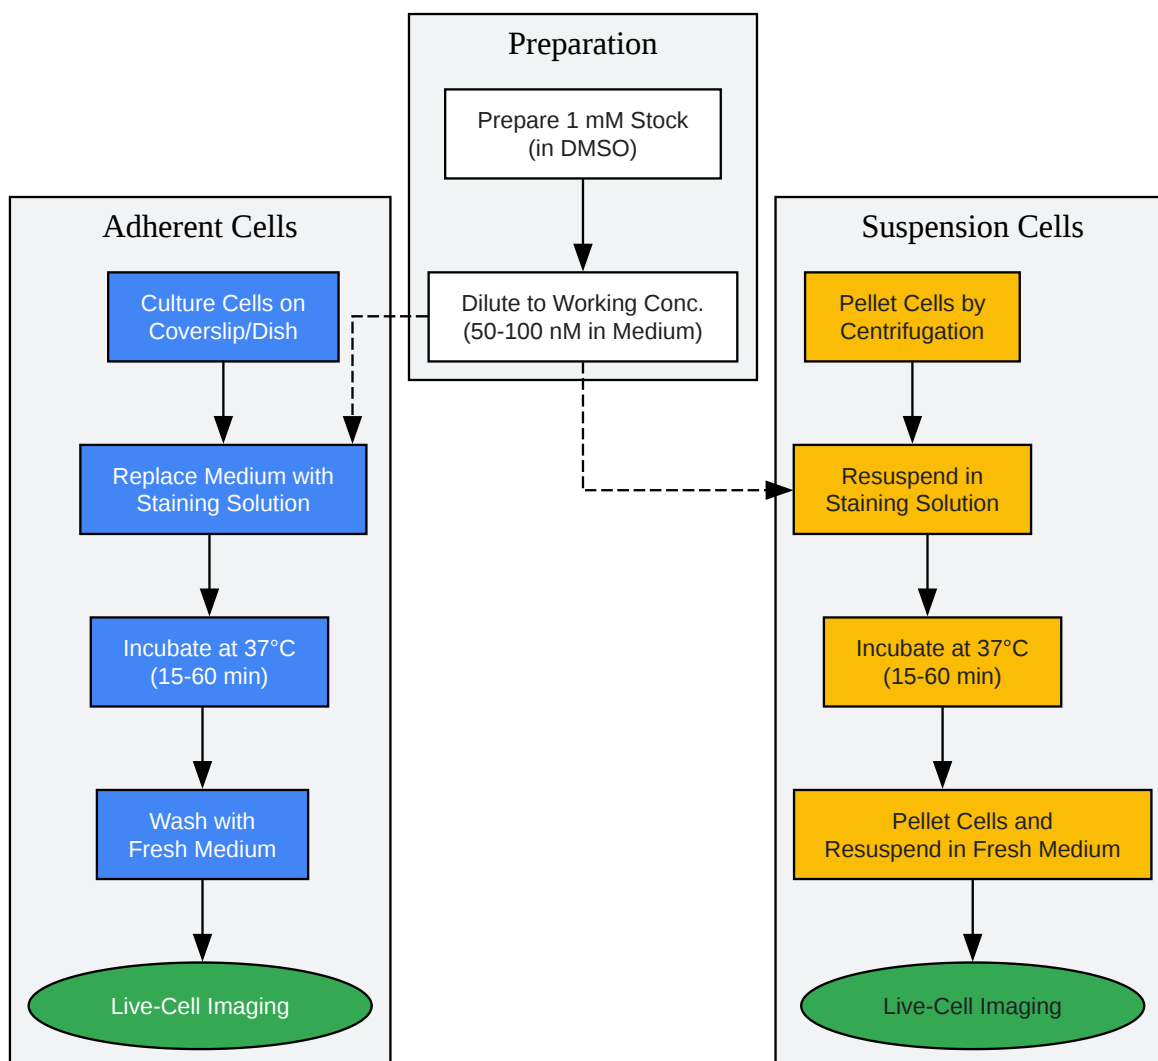 Preparation
Prepare 1 mM Stock
(in DMSO)
Dilute to Working Conc.
(50-100 nM in Medium)
Adherent Cells
Culture Cells on
Coverslip/Dish
Replace Medium with
Staining Solution
Incubate at 37°C
(15-60 min)
Wash with
Fresh Medium
Live-Cell Imaging
Suspension Cells
Pellet Cells by
Centrifugation
Resuspend in
Staining Solution
Incubate at 37°C
(15-60 min)
Pellet Cells and
Resuspend in Fresh Medium
Live-Cell Imaging